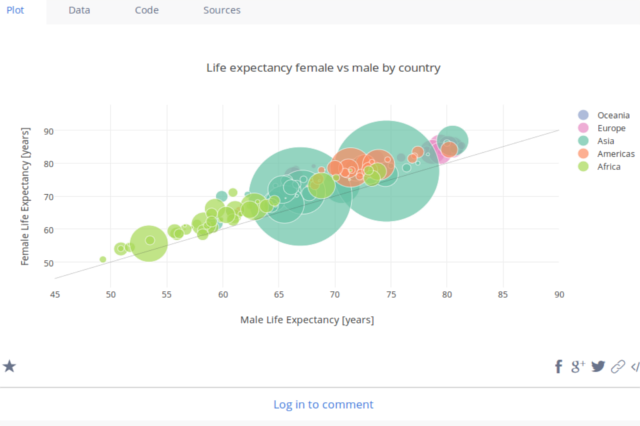 Plot Data Code Sources
Life expectancy female vs male by country
Female Life Expectancy [years]
90
80
70
60
50
45 50 55 60 65 70 75 80 85 90
Male Life Expectancy [years]
Oceania
Europe
Asia
Americas
Africa
Log in to comment